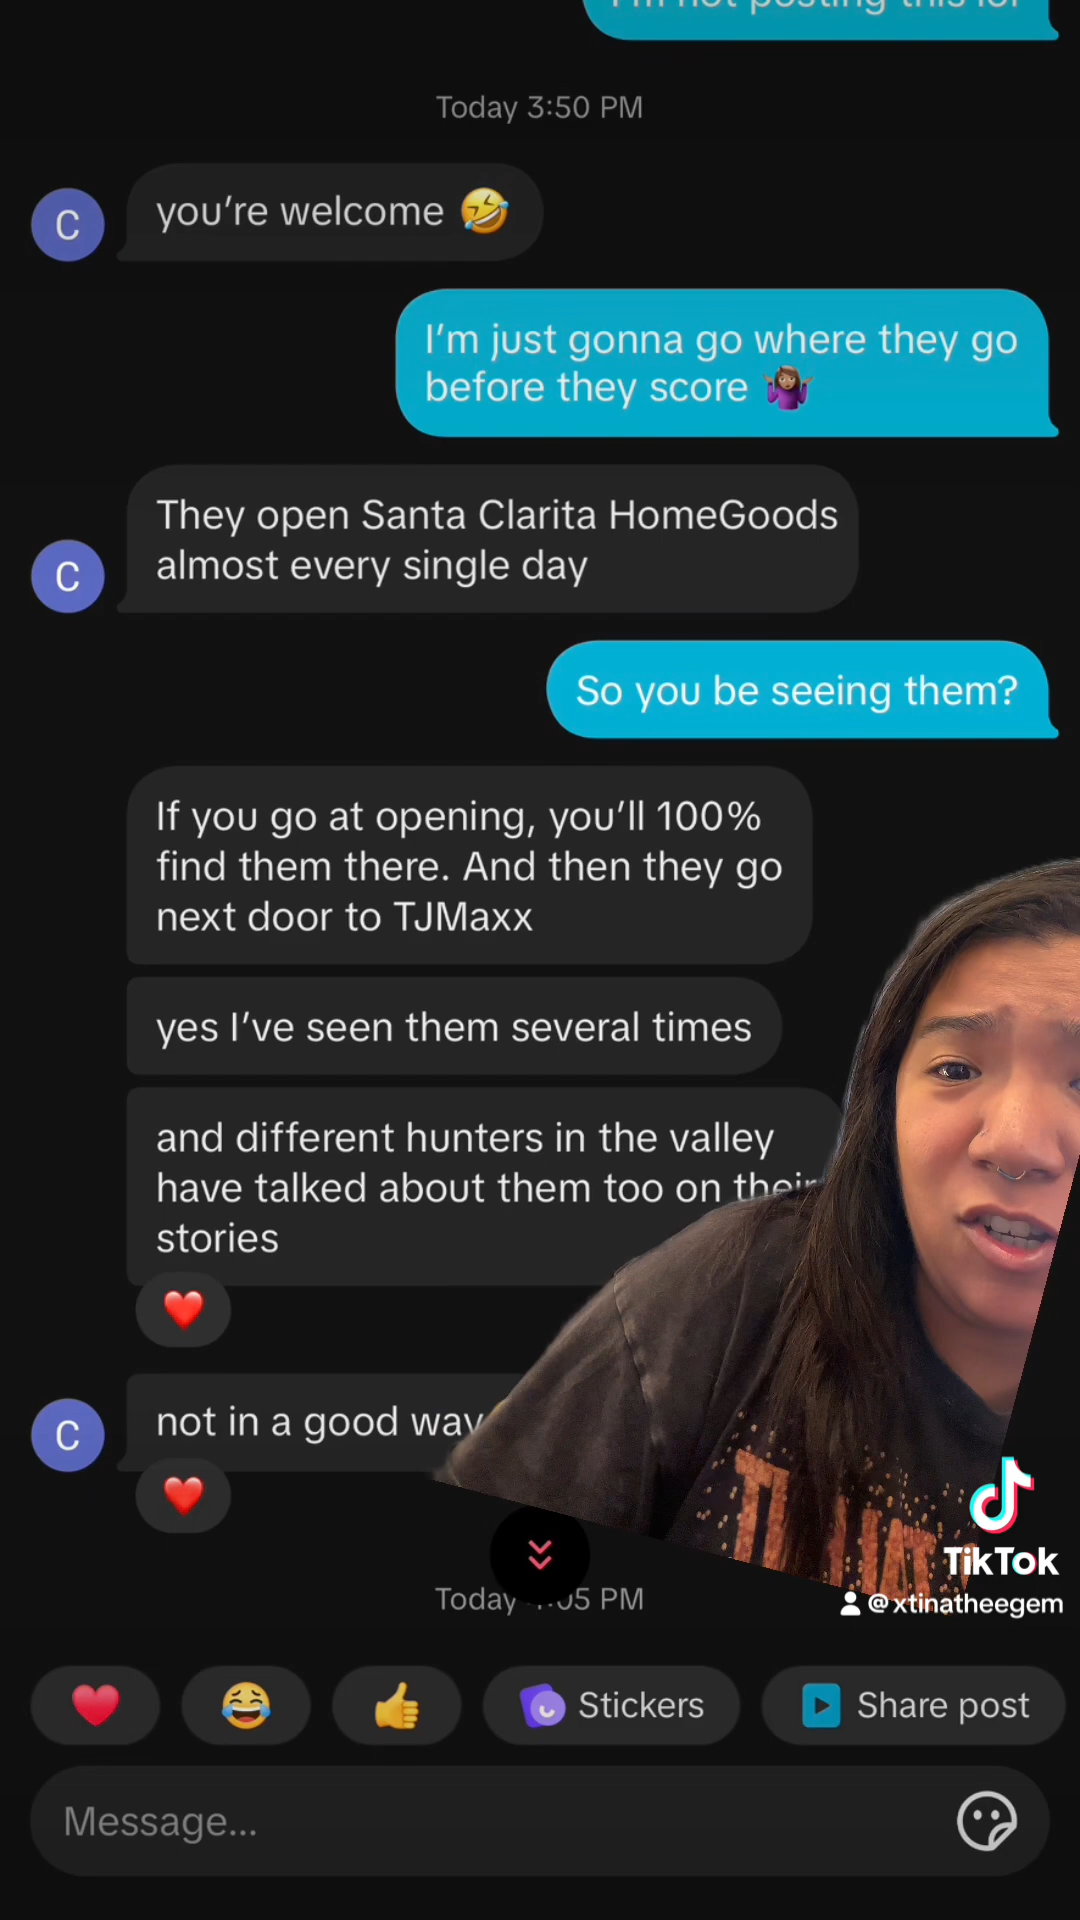 I'm not posting this for
Today 3:50 PM
C
you're welcome 🤣
I'm just gonna go where they go
before they score 🤷🏽‍♀️
They open Santa Clarita HomeGoods
almost every single day
C
So you be seeing them?
If you go at opening, you'll 100%
find them there. And then they go
next door to TJMaxx
yes I've seen them several times
and different hunters in the valley
have talked about them too on their
stories
❤️
not in a good way
C
❤️
TikTok
@xtinatheegem
Today :05 PM
Stickers
Share post
Message...